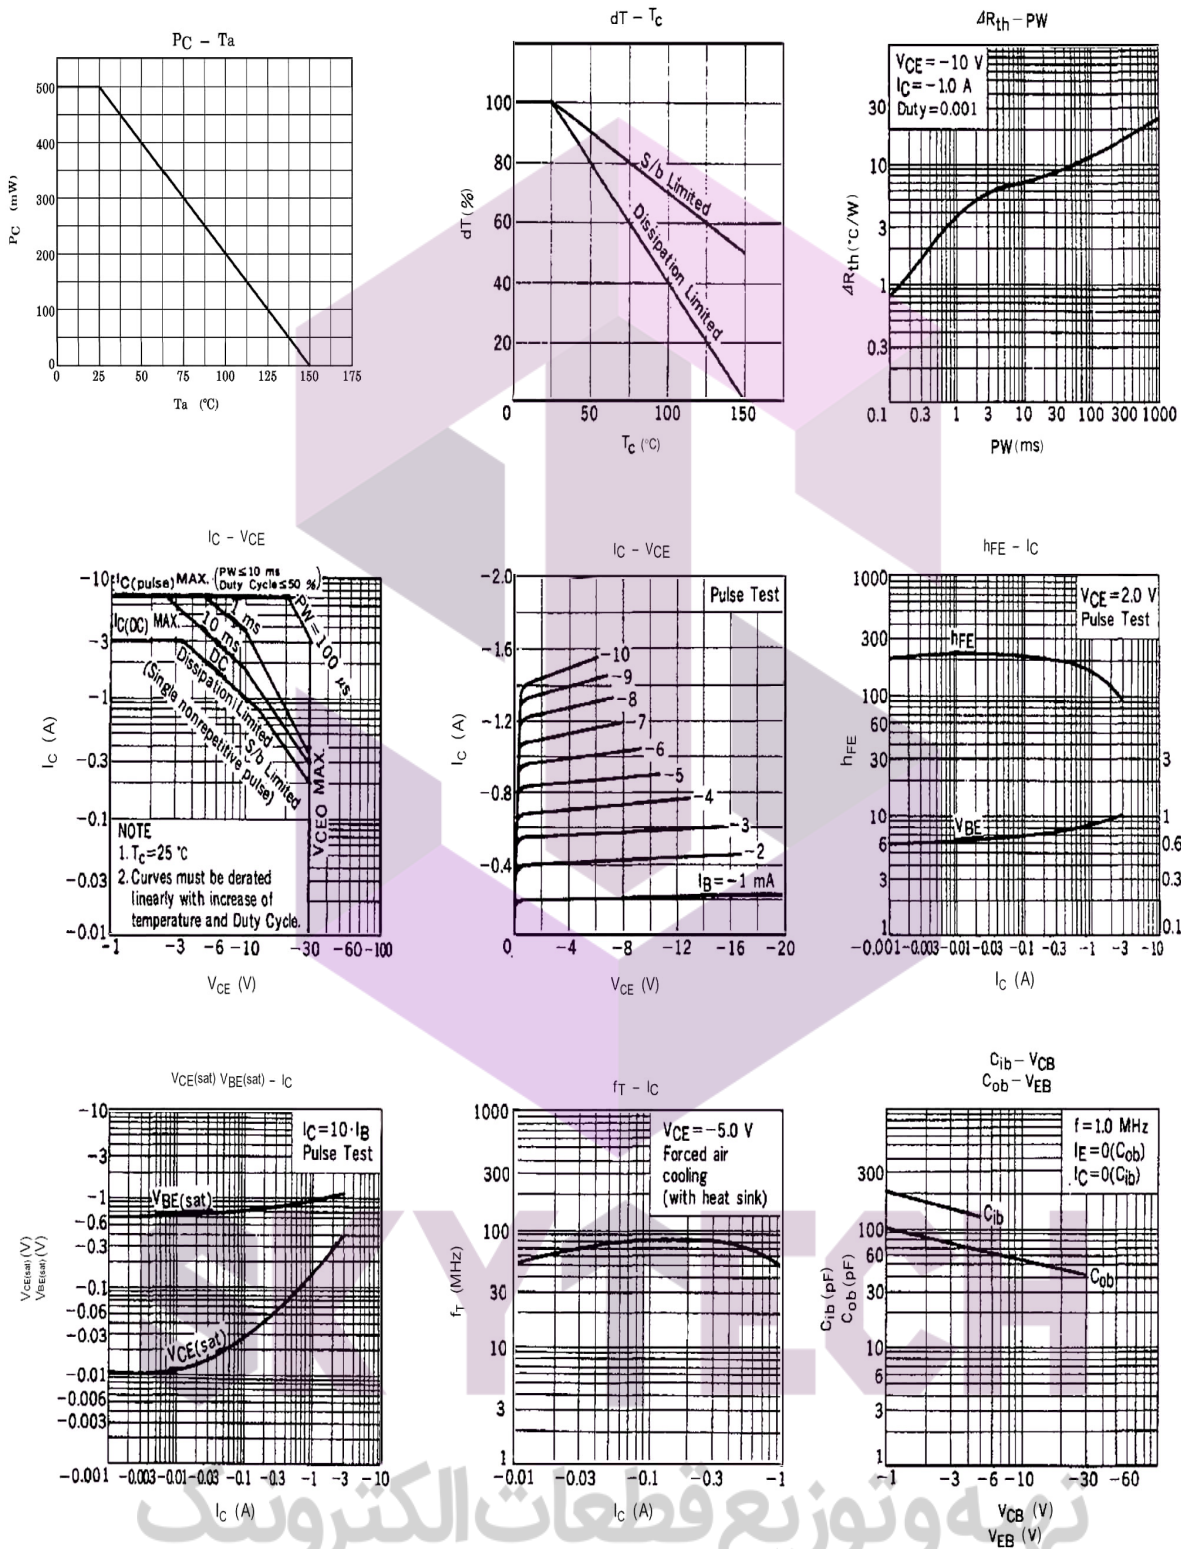 PC – Ta
500
400
300
200
100
0
PC (mW)
0 25 50 75 100 125 150 175
Ta (°C)
dT – Tc
100
80
60
40
20
0
dT (%)
S/b Limited
Dissipation Limited
50 100 150
Tc (°C)
ΔRth – PW
VCE = −10 V
IC = −1.0 A
Duty = 0.001
30
10
3
1
0.3
ΔRth (°C/W)
0.1 0.3 1 3 10 30 100 300 1000
PW (ms)
IC – VCE
−10
−3
−1
−0.3
−0.1
−0.03
−0.01
IC (A)
IC(pulse) MAX. (PW ≤ 10 ms
Duty Cycle ≤ 50 %)
IC(DC) MAX.
1 ms
10 ms
DC
PW = 100 μs
Dissipation Limited
(Single nonrepetitive pulse)
S/b Limited
VCEO MAX.
NOTE
1. Tc = 25 ℃
2. Curves must be derated
linearly with increase of
temperature and Duty Cycle.
−1 −3 −6 −10 −30 −60 −100
VCE (V)
IC – VCE
−2.0
−1.6
−1.2
−0.8
−0.4
0
IC (A)
Pulse Test
−10
−9
−8
−7
−6
−5
−4
−3
−2
IB = −1 mA
−4 −8 −12 −16 −20
VCE (V)
hFE – IC
1000
300
100
60
30
10
6
3
1
hFE
VCE = 2.0 V
Pulse Test
hFE
VBE
3
1
0.6
0.3
0.1
−0.001 −0.003 −0.01 −0.03 −0.1 −0.3 −1 −3 −10
IC (A)
VCE(sat) VBE(sat) – IC
−10
−3
−1
−0.6
−0.3
−0.1
−0.06
−0.03
−0.01
−0.006
−0.003
VCE(sat) (V)
VBE(sat) (V)
IC = 10·IB
Pulse Test
VBE(sat)
VCE(sat)
−0.001 −0.003 −0.01 −0.03 −0.1 −0.3 −1 −3 −10
IC (A)
fT – IC
1000
300
100
30
10
3
1
fT (MHz)
VCE = −5.0 V
Forced air
cooling
(with heat sink)
−0.01 −0.03 −0.1 −0.3 −1
IC (A)
Cib – VCB
Cob – VEB
300
100
60
30
10
6
3
1
Cib (pF)
Cob (pF)
f = 1.0 MHz
IE = 0(Cob)
IC = 0(Cib)
Cib
Cob
−1 −3 −6 −10 −30 −60
VCB (V)
VEB (V)
SKYTECH
تهیه و توزیع قطعات الکترونیک